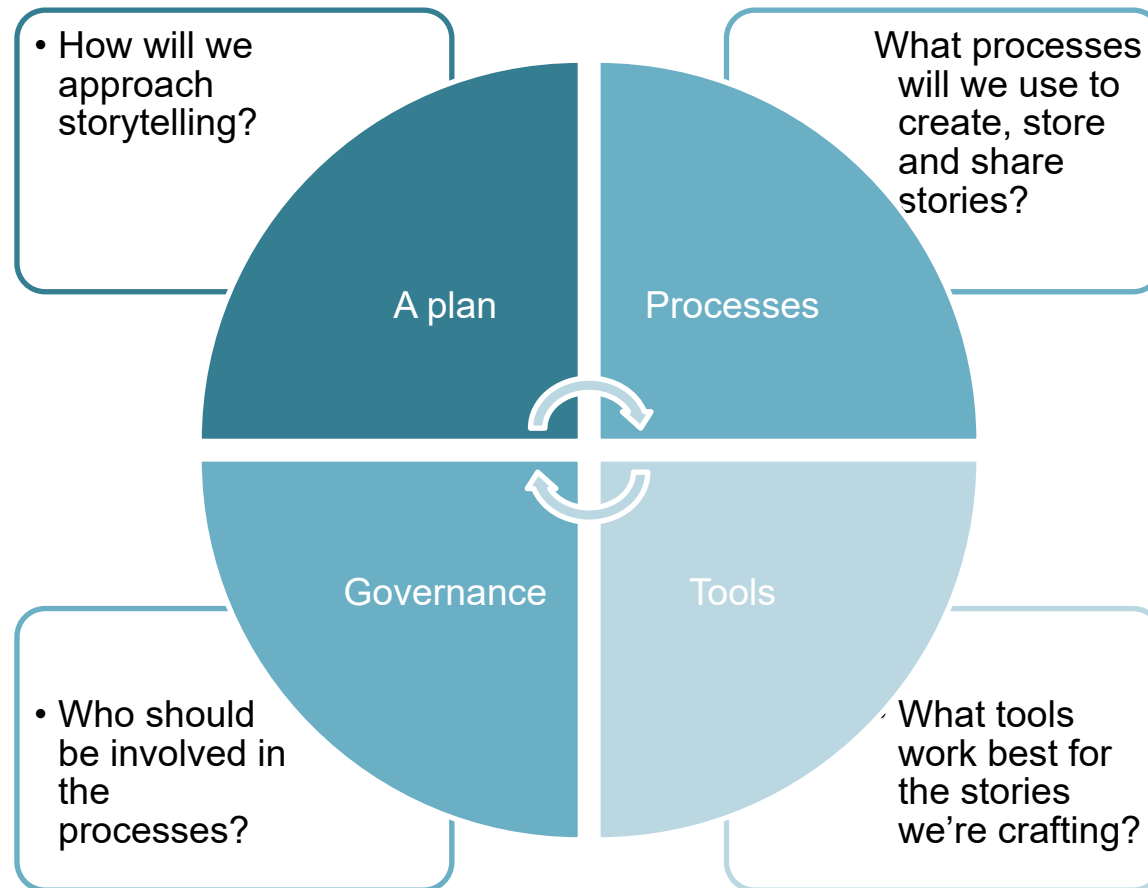 • How will we
approach
storytelling?
What processes
will we use to
create, store
and share
stories?
A plan
Processes
Governance
Tools
• Who should
be involved in
the
processes?
• What tools
work best for
the stories
we’re crafting?